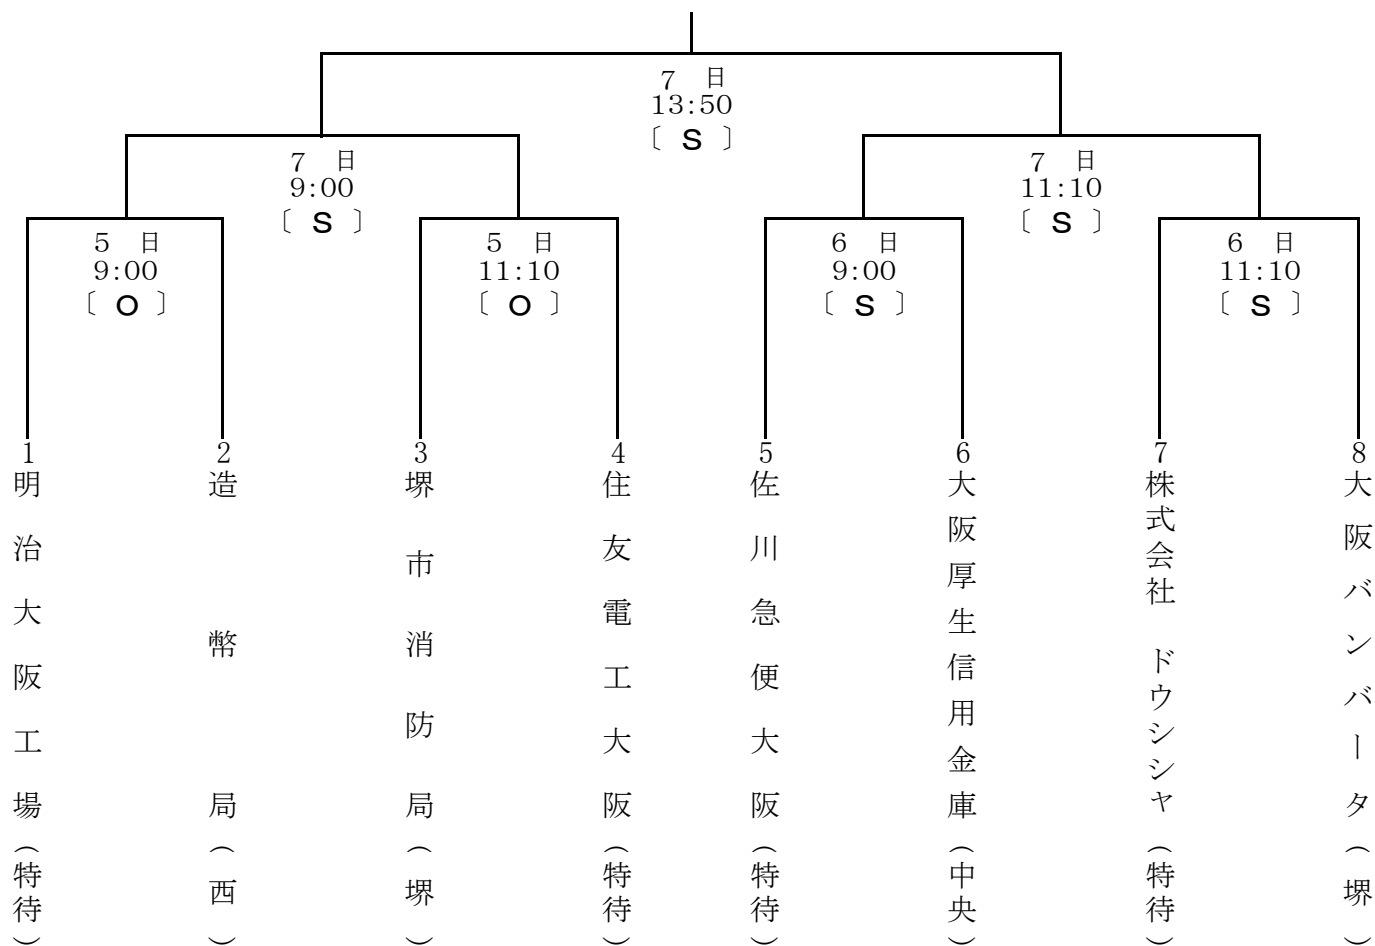 7 日
13:50
〔 S 〕
7 日
9:00
〔 S 〕
7 日
11:10
〔 S 〕
5 日
9:00
〔 O 〕
5 日
11:10
〔 O 〕
6 日
9:00
〔 S 〕
6 日
11:10
〔 S 〕
1
明治大阪工場(特待)
2
造幣局(西)
3
堺市消防局(堺)
4
住友電工大阪(特待)
5
佐川急便大阪(特待)
6
大阪厚生信用金庫(中央)
7
株式会社 ドウシシャ(特待)
8
大阪バンバータ(堺)